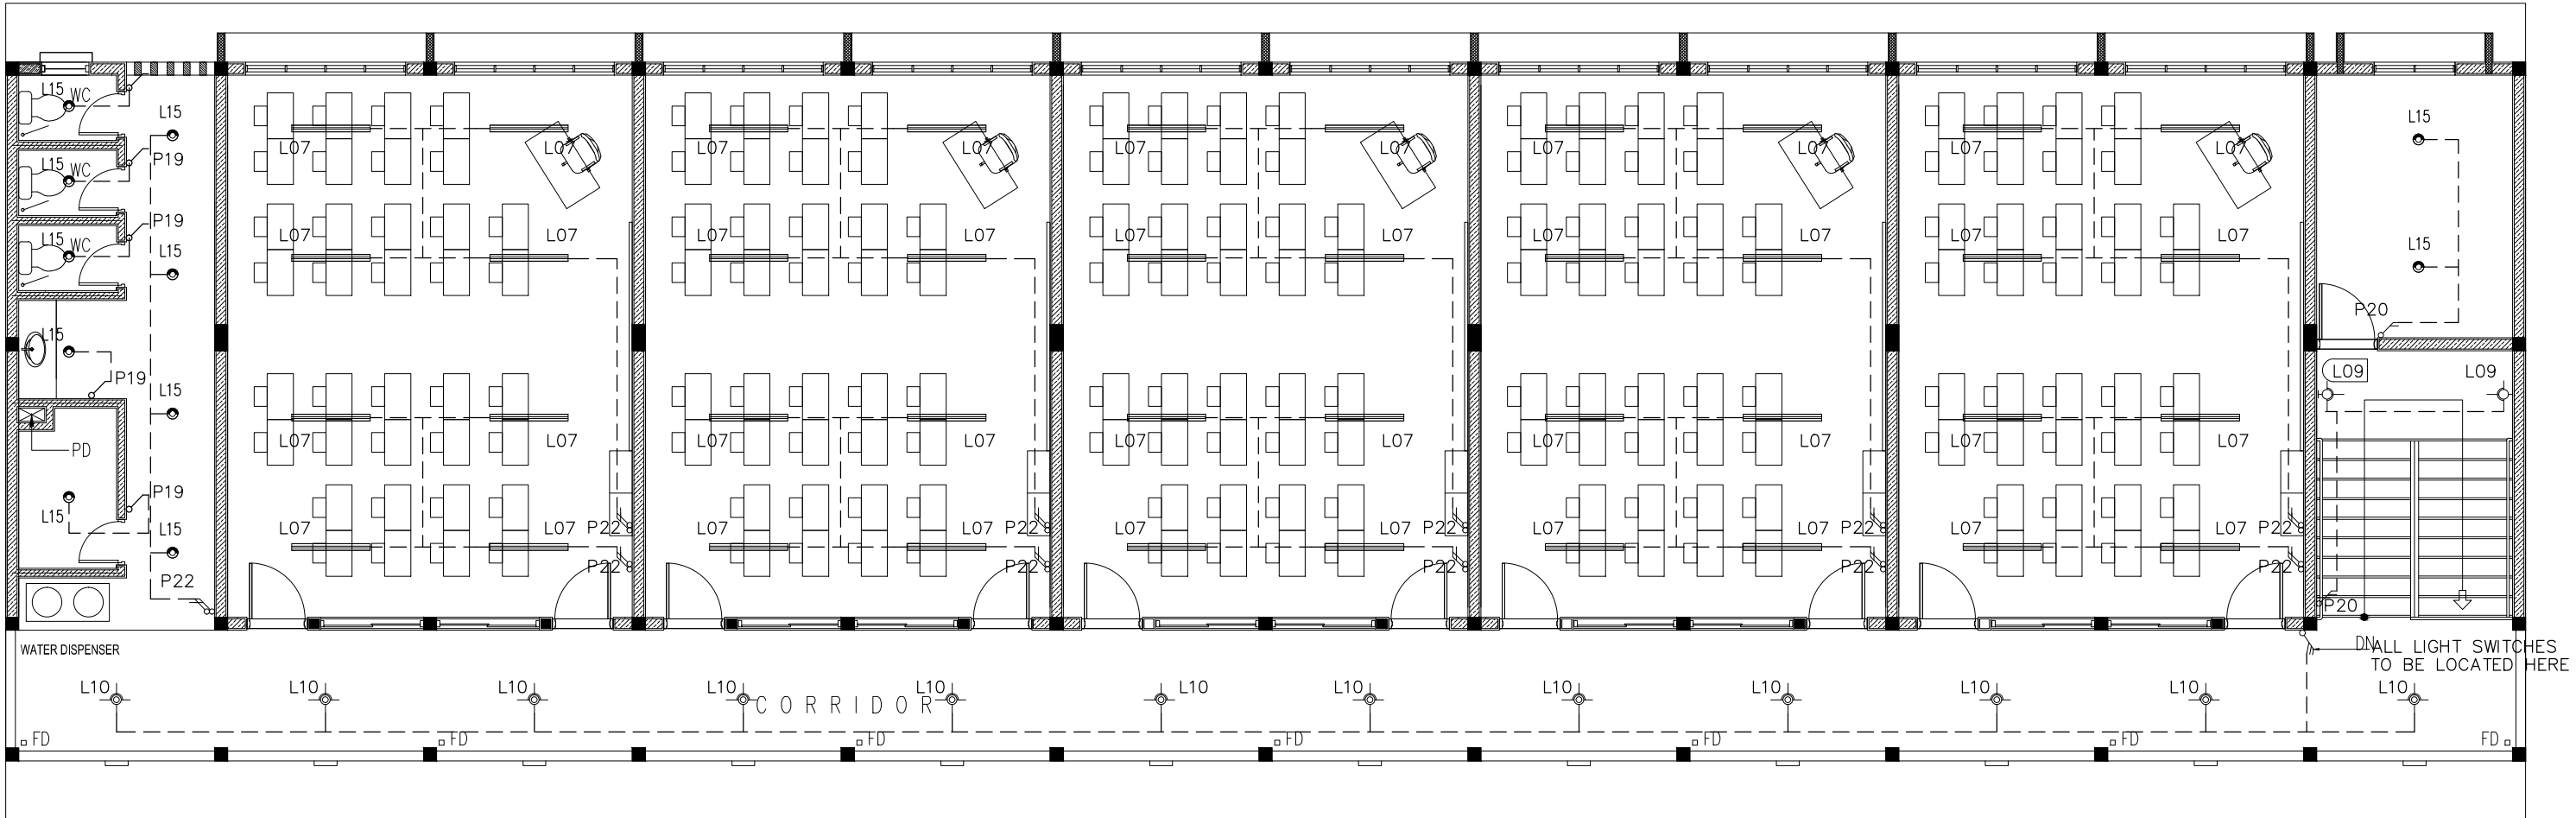 L15 WC
L15
L07 L07 L07 L07 L07 L07 L07 L07 L07 L07
L15
L15 WC
P19
P19
L15 WC
L15
L07 L07 L07 L07 L07 L07 L07 L07 L07 L07
L15
L15
P20
P19
L15
L09
L09
PD
L07 L07 L07 L07 L07 L07 L07 L07 L07 L07
P19
L15
L15
L07 L07 P22 L07 L07 P22 L07 L07 P22 L07 L07 P22 L07 L07 P22
P22 P22 P22 P22 P22
P22
P20
WATER DISPENSER
DN
ALL LIGHT SWITCHES
TO BE LOCATED HERE
L10 L10 L10 L10 L10 L10 L10 L10 L10 L10 L10 L10
CORRIDOR
FD FD FD FD FD FD FD